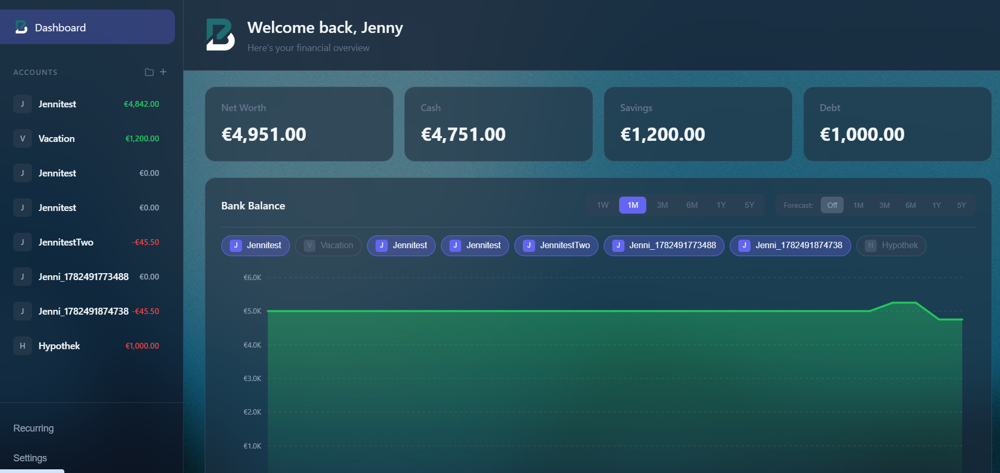 Dashboard
ACCOUNTS
J Jennitest €4,842.00
V Vacation €1,200.00
J Jennitest €0.00
J Jennitest €0.00
J JennitestTwo -€45.50
J Jenni_1782491773488 €0.00
J Jenni_1782491874738 -€45.50
H Hypothek €1,000.00
Recurring
Settings
Welcome back, Jenny
Here's your financial overview
Net Worth
€4,951.00
Cash
€4,751.00
Savings
€1,200.00
Debt
€1,000.00
Bank Balance
1W 1M 3M 6M 1Y 5Y
Forecast: Off 1M 3M 6M 1Y 5Y
J Jennitest V Vacation J Jennitest J Jennitest J JennitestTwo J Jenni_1782491773488 J Jenni_1782491874738 H Hypothek
€6.0K
€5.0K
€4.0K
€3.0K
€2.0K
€1.0K